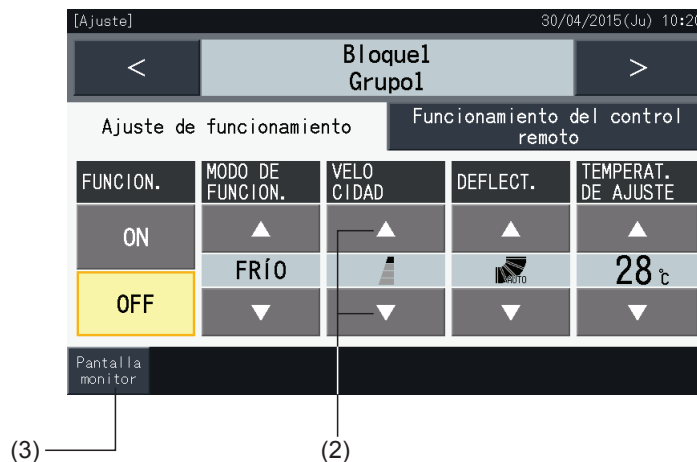 [Ajuste] 30/04/2015(Ju) 10:20
< Bloque1 >
Grupo1
Ajuste de funcionamiento
Funcionamiento del control
remoto
FUNCION.
MODO DE
FUNCION.
VELO
CIDAD
DEFLECT.
TEMPERAT.
DE AJUSTE
ON
FRÍO
AUTO
28℃
OFF
Pantalla
monitor
(3) (2)